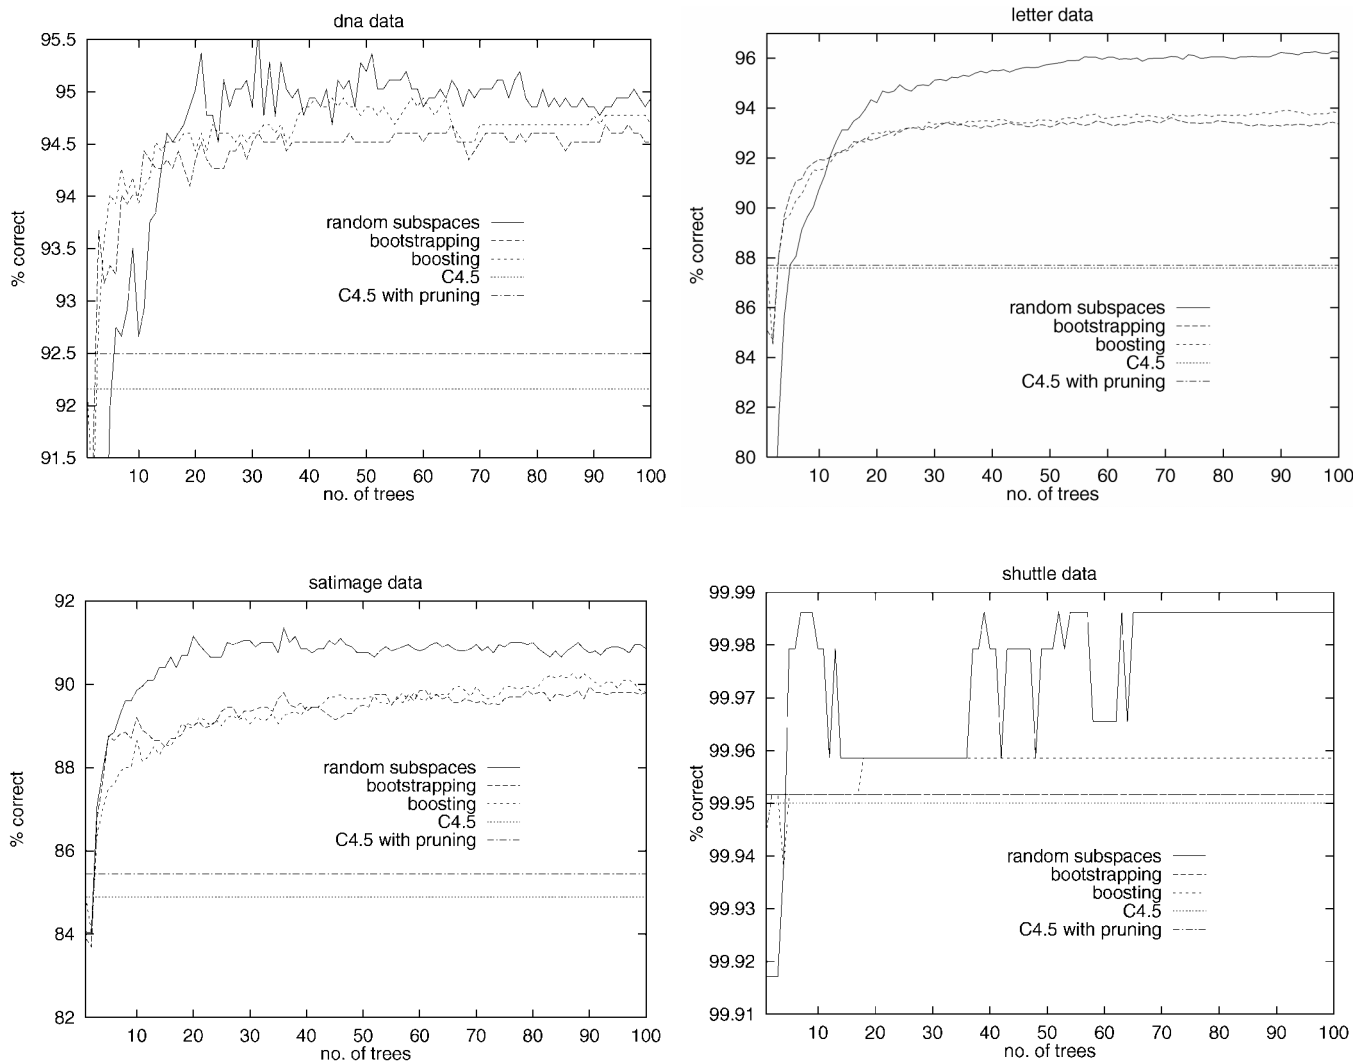 dna data
95.5
95
94.5
94
93.5
93
92.5
92
91.5
% correct
random subspaces
bootstrapping
boosting
C4.5
C4.5 with pruning
10 20 30 40 50 60 70 80 90 100
no. of trees
letter data
96
94
92
90
88
86
84
82
80
% correct
random subspaces
bootstrapping
boosting
C4.5
C4.5 with pruning
10 20 30 40 50 60 70 80 90 100
no. of trees
satimage data
92
90
88
86
84
82
% correct
random subspaces
bootstrapping
boosting
C4.5
C4.5 with pruning
10 20 30 40 50 60 70 80 90 100
no. of trees
shuttle data
99.99
99.98
99.97
99.96
99.95
99.94
99.93
99.92
99.91
% correct
random subspaces
bootstrapping
boosting
C4.5
C4.5 with pruning
10 20 30 40 50 60 70 80 90 100
no. of trees